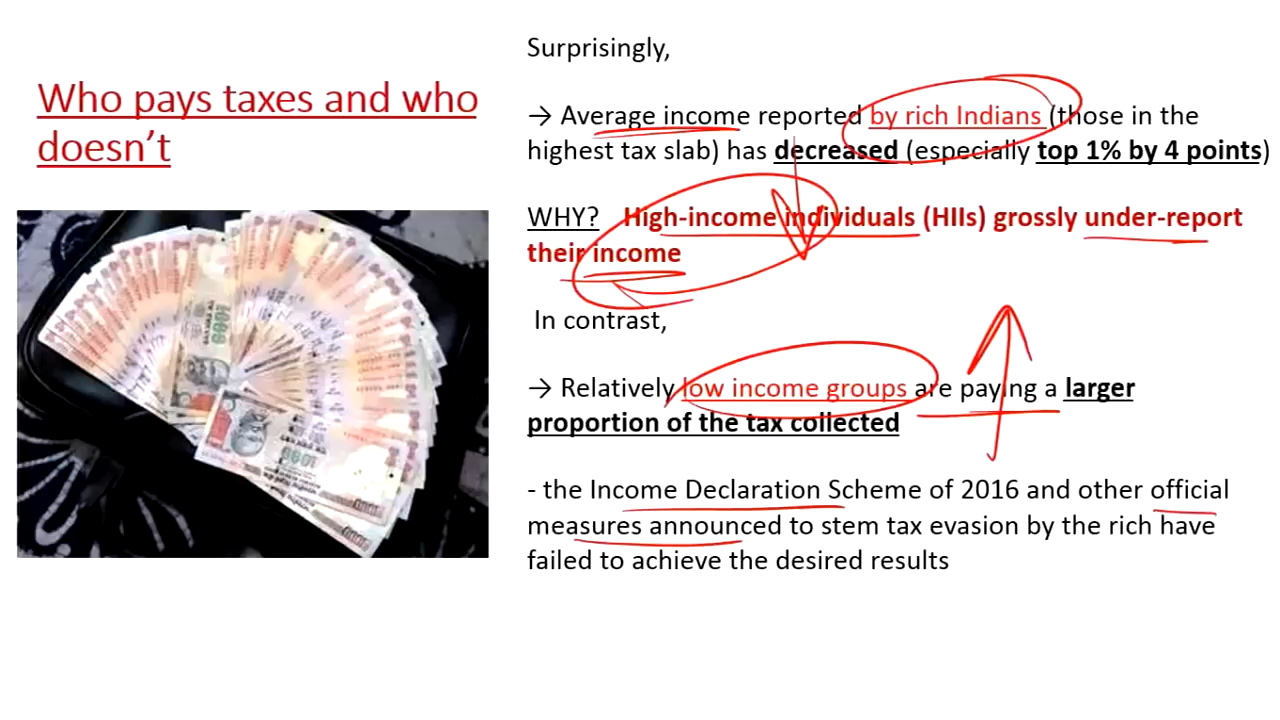 Who pays taxes and who
doesn’t
Surprisingly,
→ Average income reported by rich Indians (those in the
highest tax slab) has decreased (especially top 1% by 4 points)
WHY? High-income individuals (HIIs) grossly under-report
their income
In contrast,
→ Relatively low income groups are paying a larger
proportion of the tax collected
- the Income Declaration Scheme of 2016 and other official
measures announced to stem tax evasion by the rich have
failed to achieve the desired results